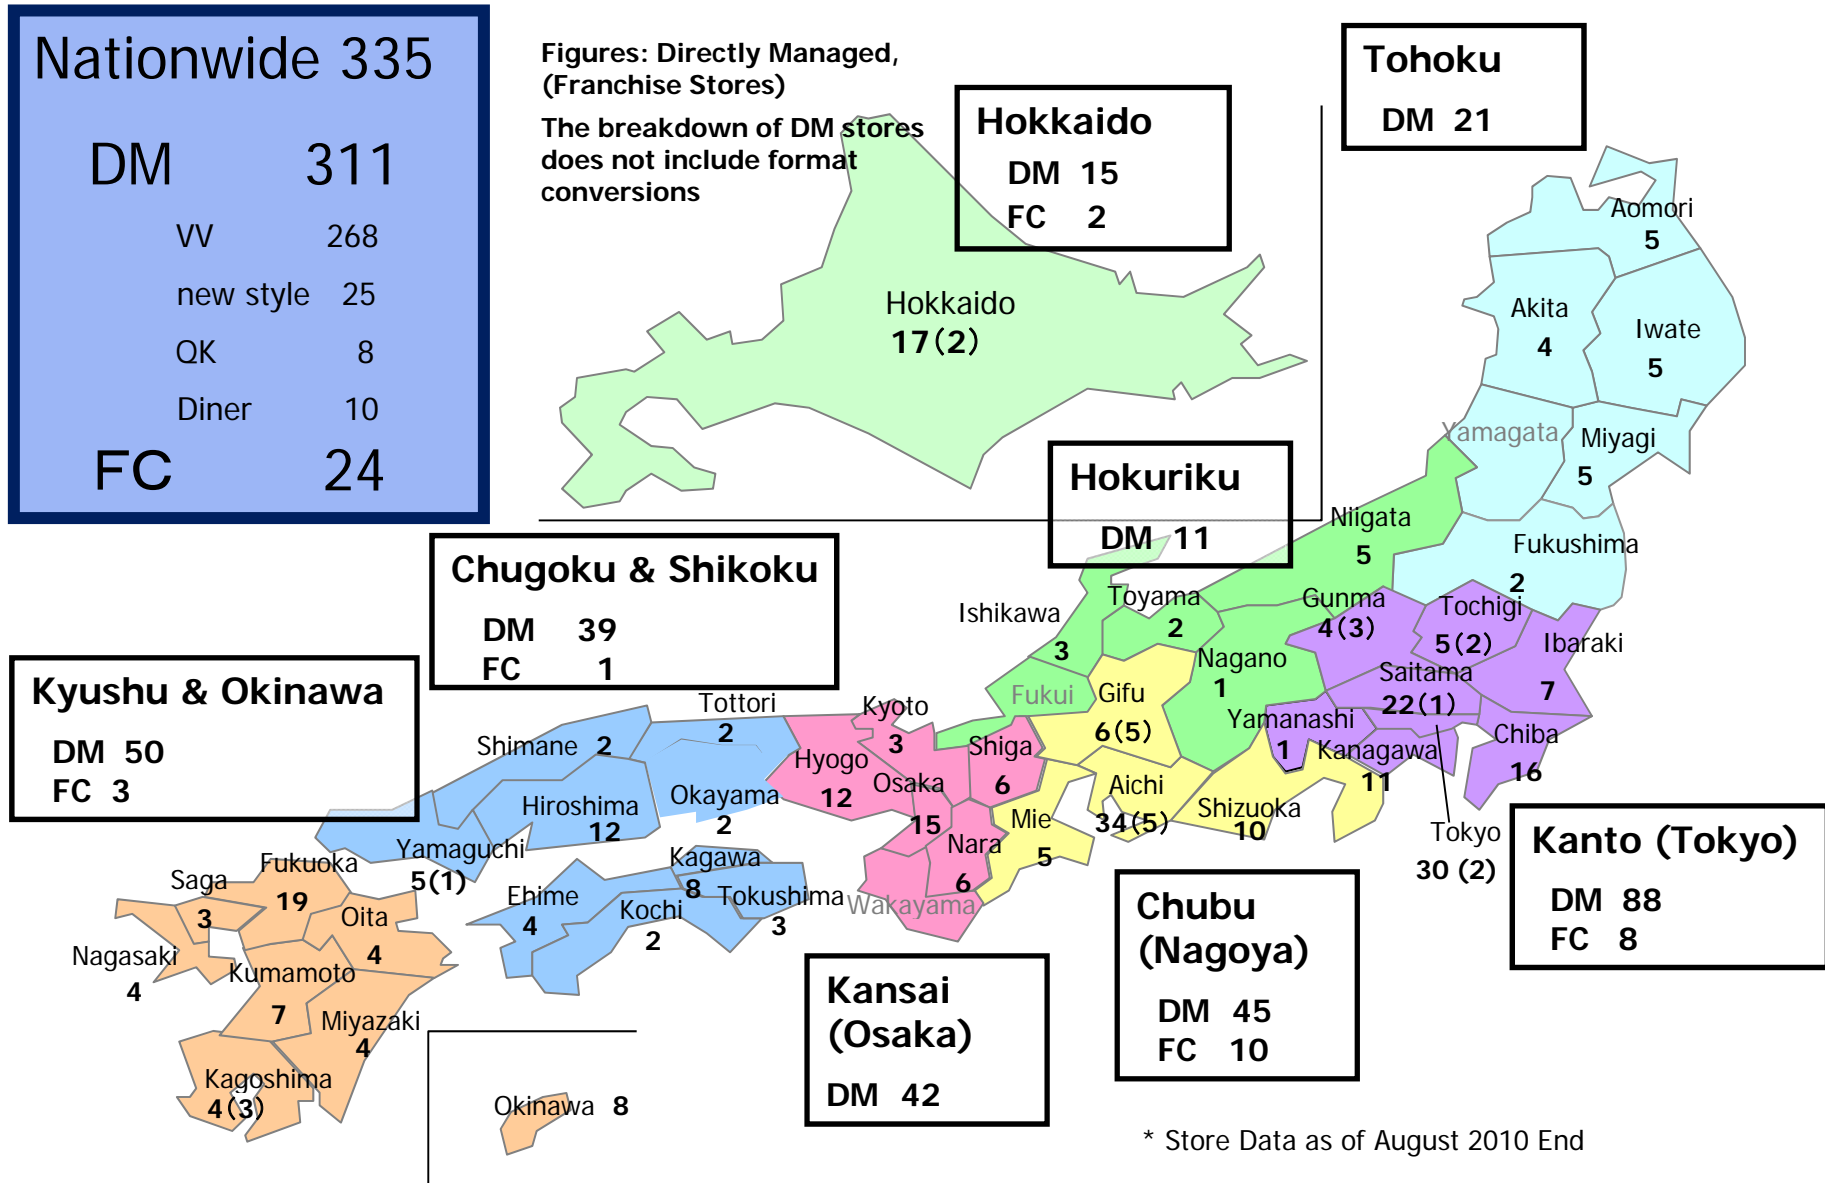 Nationwide 335
DM 311
VV 268
new style 25
QK 8
Diner 10
FC 24
Figures: Directly Managed,
(Franchise Stores)
The breakdown of DM stores
does not include format
conversions
Hokkaido
DM 15
FC 2
Tohoku
DM 21
Hokkaido
17(2)
Aomori
5
Akita
4
Iwate
5
Yamagata
Miyagi
5
Fukushima
2
Hokuriku
DM 11
Niigata
5
Toyama
2
Ishikawa
3
Fukui
Nagano
1
Gunma
4(3)
Tochigi
5(2)
Ibaraki
7
Saitama
22(1)
Yamanashi
1
Kanagawa
11
Chiba
16
Tokyo
30 (2)
Kanto (Tokyo)
DM 88
FC 8
Gifu
6(5)
Aichi
34(5)
Shizuoka
10
Mie
5
Chubu
(Nagoya)
DM 45
FC 10
Kyoto
3
Shiga
6
Hyogo
12
Osaka
15
Nara
6
Wakayama
Kansai
(Osaka)
DM 42
Chugoku & Shikoku
DM 39
FC 1
Tottori
2
Shimane 2
Okayama
2
Hiroshima
12
Yamaguchi
5(1)
Kagawa
8
Tokushima
3
Ehime
4
Kochi
2
Kyushu & Okinawa
DM 50
FC 3
Fukuoka
19
Saga
3
Nagasaki
4
Oita
4
Kumamoto
7
Miyazaki
4
Kagoshima
4(3)
Okinawa 8
* Store Data as of August 2010 End